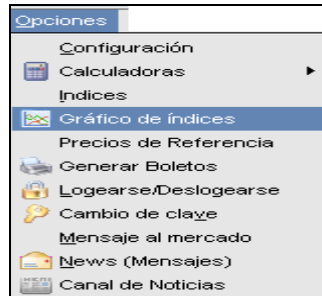 Opciones
Configuración
Calculadoras
Indices
Gráfico de índices
Precios de Referencia
Generar Boletos
Logearse/Deslogearse
Cambio de clave
Mensaje al mercado
News (Mensajes)
Canal de Noticias